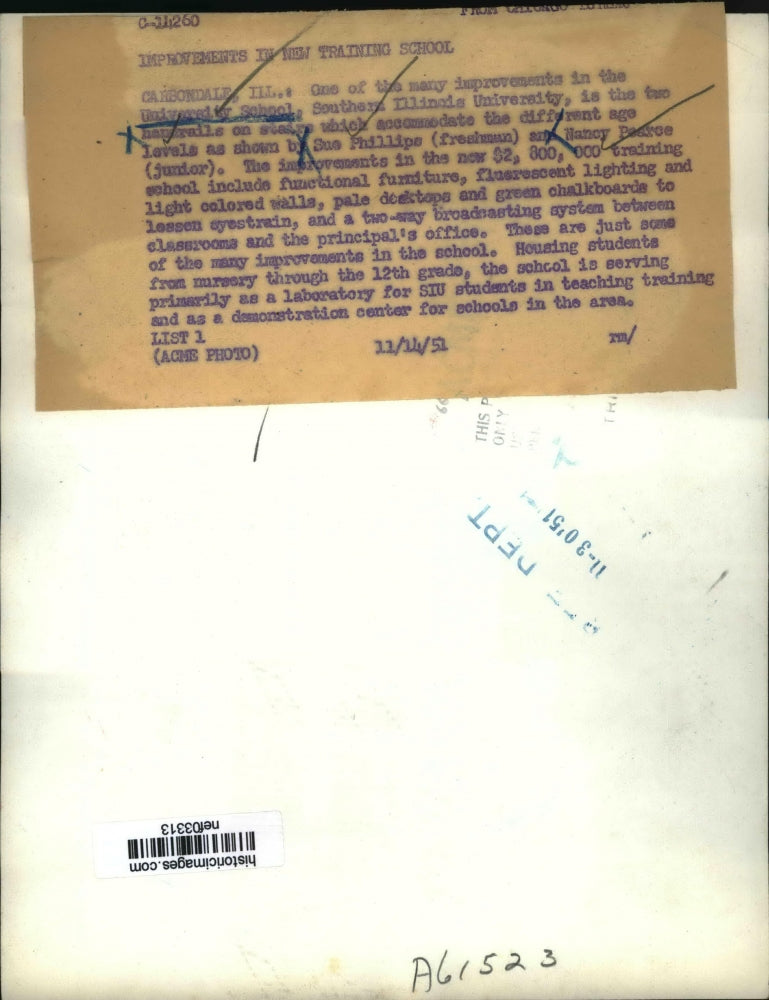 C-14260
FROM CHICAGO
IMPROVEMENTS IN NEW TRAINING SCHOOL
CARBONDALE, ILL.: One of the many improvements in the
University School, Southern Illinois University, is the two
handrails on stairs which accommodate the different age
levels as shown by Sue Phillips (freshman) and Nancy Pearce
(junior). The improvements in the new $2, 800, 000 training
school include functional furniture, fluorescent lighting and
light colored walls, pale desktops and green chalkboards to
lessen eyestrain, and a two-way broadcasting system between
classrooms and the principal's office. These are just some
of the many improvements in the school. Housing students
from nursery through the 12th grade, the school is serving
primarily as a laboratory for SIU students in teaching training
and as a demonstration center for schools in the area.
LIST 1
(ACME PHOTO) 11/14/51 rm/
THIS P
ONLY
THI
11-30'51
DEPT.
nef03313
historicimages.com
A61523